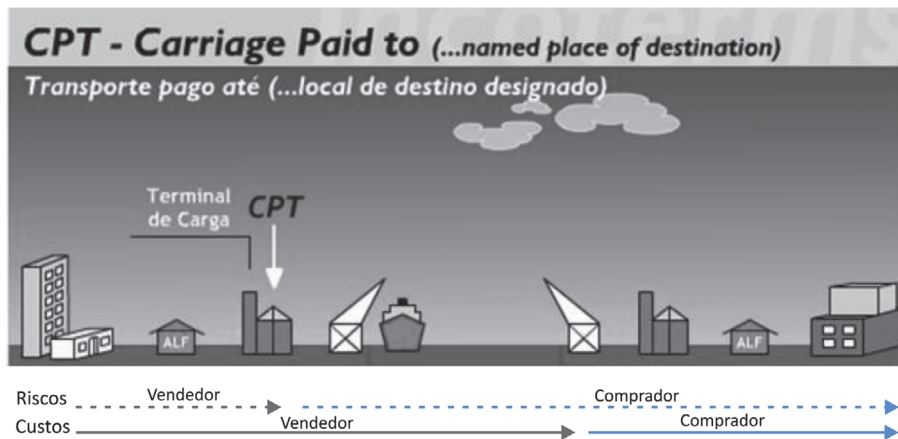 Incoterms
CPT - Carriage Paid to (...named place of destination)
Transporte pago até (...local de destino designado)
Terminal
de Carga
CPT
ALF
ALF
Riscos Vendedor Comprador
Custos Vendedor Comprador